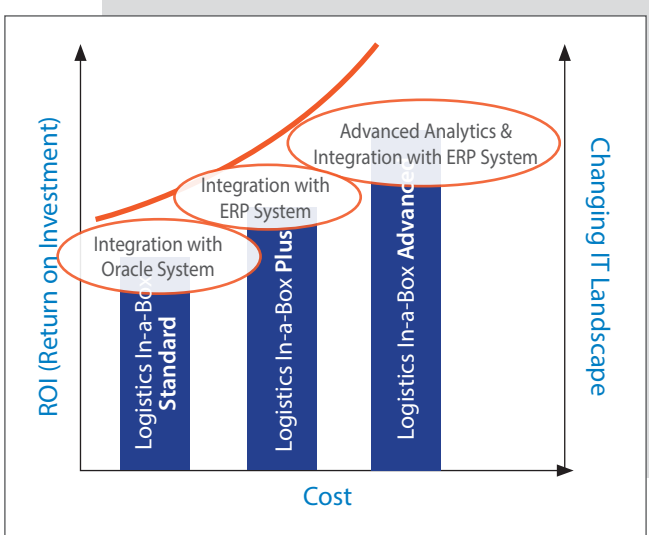 Advanced Analytics &
Integration with ERP System
Integration with
ERP System
Integration with
Oracle System
ROI (Return on Investment)
Logistics In-a-Box
Standard
Logistics In-a-Box Plus
Logistics In-a-Box Advanced
Changing IT Landscape
Cost